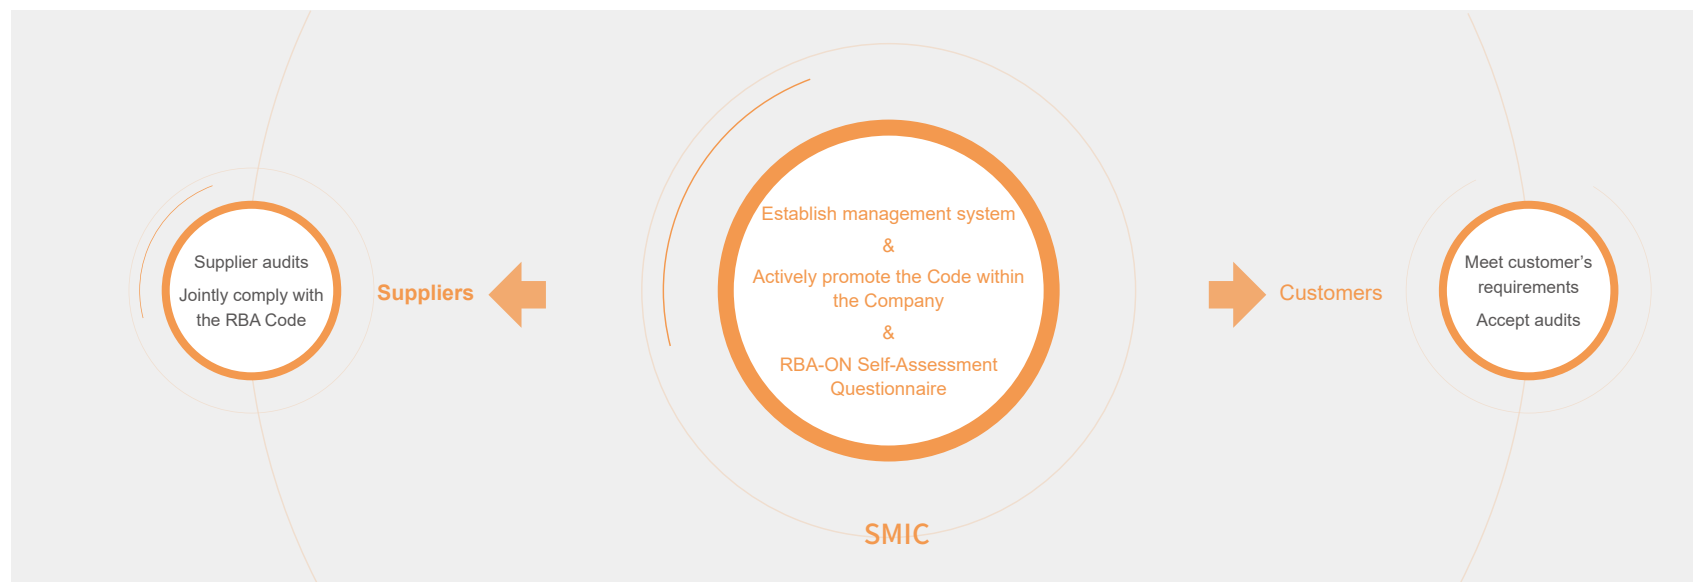 Supplier audits
Jointly comply with
the RBA Code
Suppliers
Establish management system
&
Actively promote the Code within
the Company
&
RBA-ON Self-Assessment
Questionnaire
SMIC
Customers
Meet customer’s
requirements
Accept audits